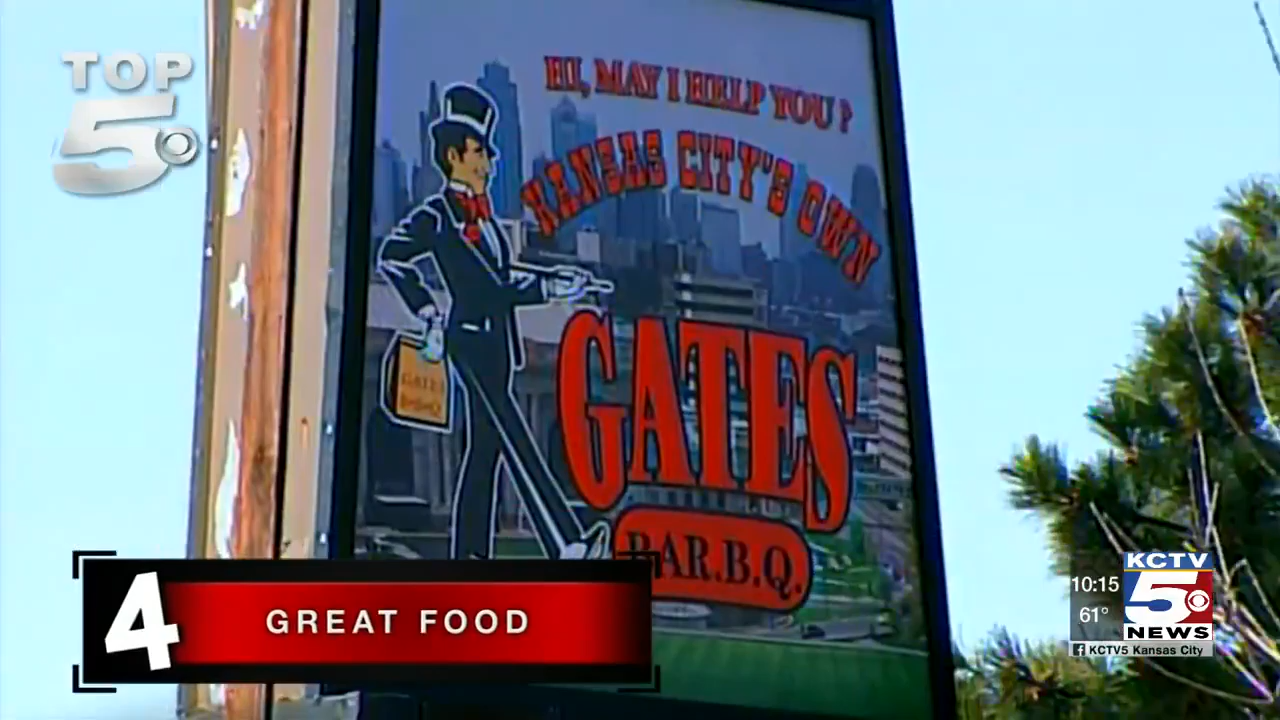 TOP
5
HI, MAY I HELP YOU?
KANSAS CITY'S OWN
GATES
BAR.B.Q.
GATES
B-B-Q
4
GREAT FOOD
10:15
61°
KCTV
5
NEWS
f KCTV5 Kansas City